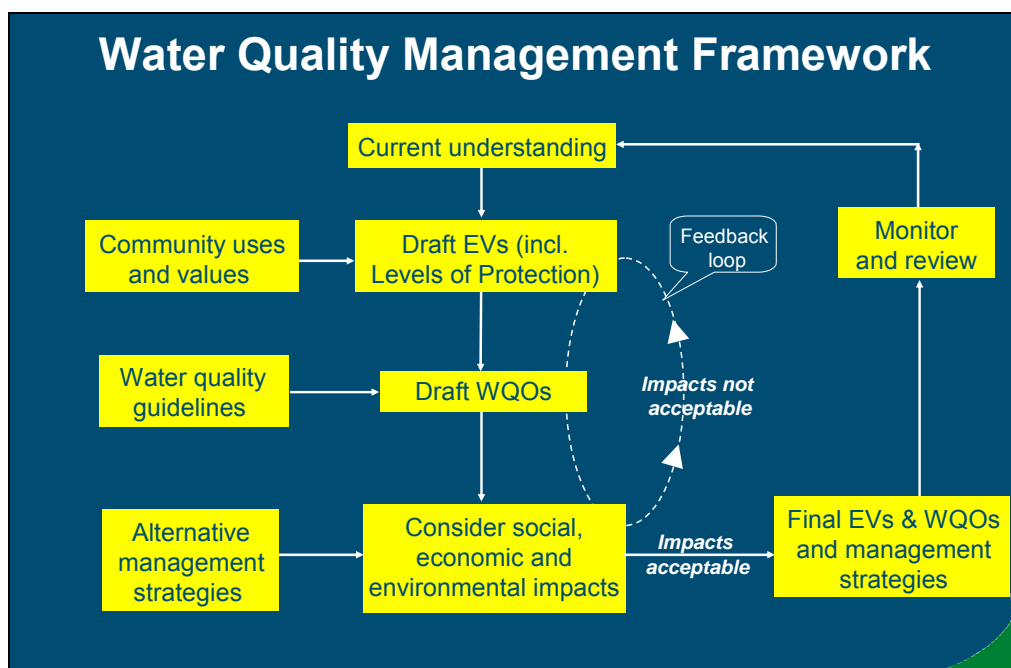 Water Quality Management Framework
Current understanding
Community uses
and values
Draft EVs (incl.
Levels of Protection)
Feedback
loop
Monitor
and review
Water quality
guidelines
Draft WQOs
Impacts not
acceptable
Alternative
management
strategies
Consider social,
economic and
environmental impacts
Impacts
acceptable
Final EVs & WQOs
and management
strategies